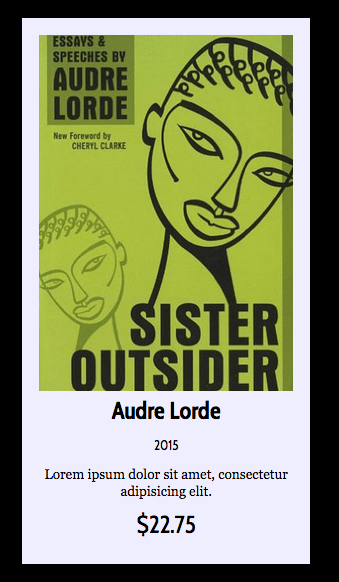 ESSAYS &
SPEECHES BY
AUDRE
LORDE
New Foreword by
CHERYL CLARKE
SISTER
OUTSIDER
Audre Lorde
2015
Lorem ipsum dolor sit amet, consectetur
adipisicing elit.
$22.75